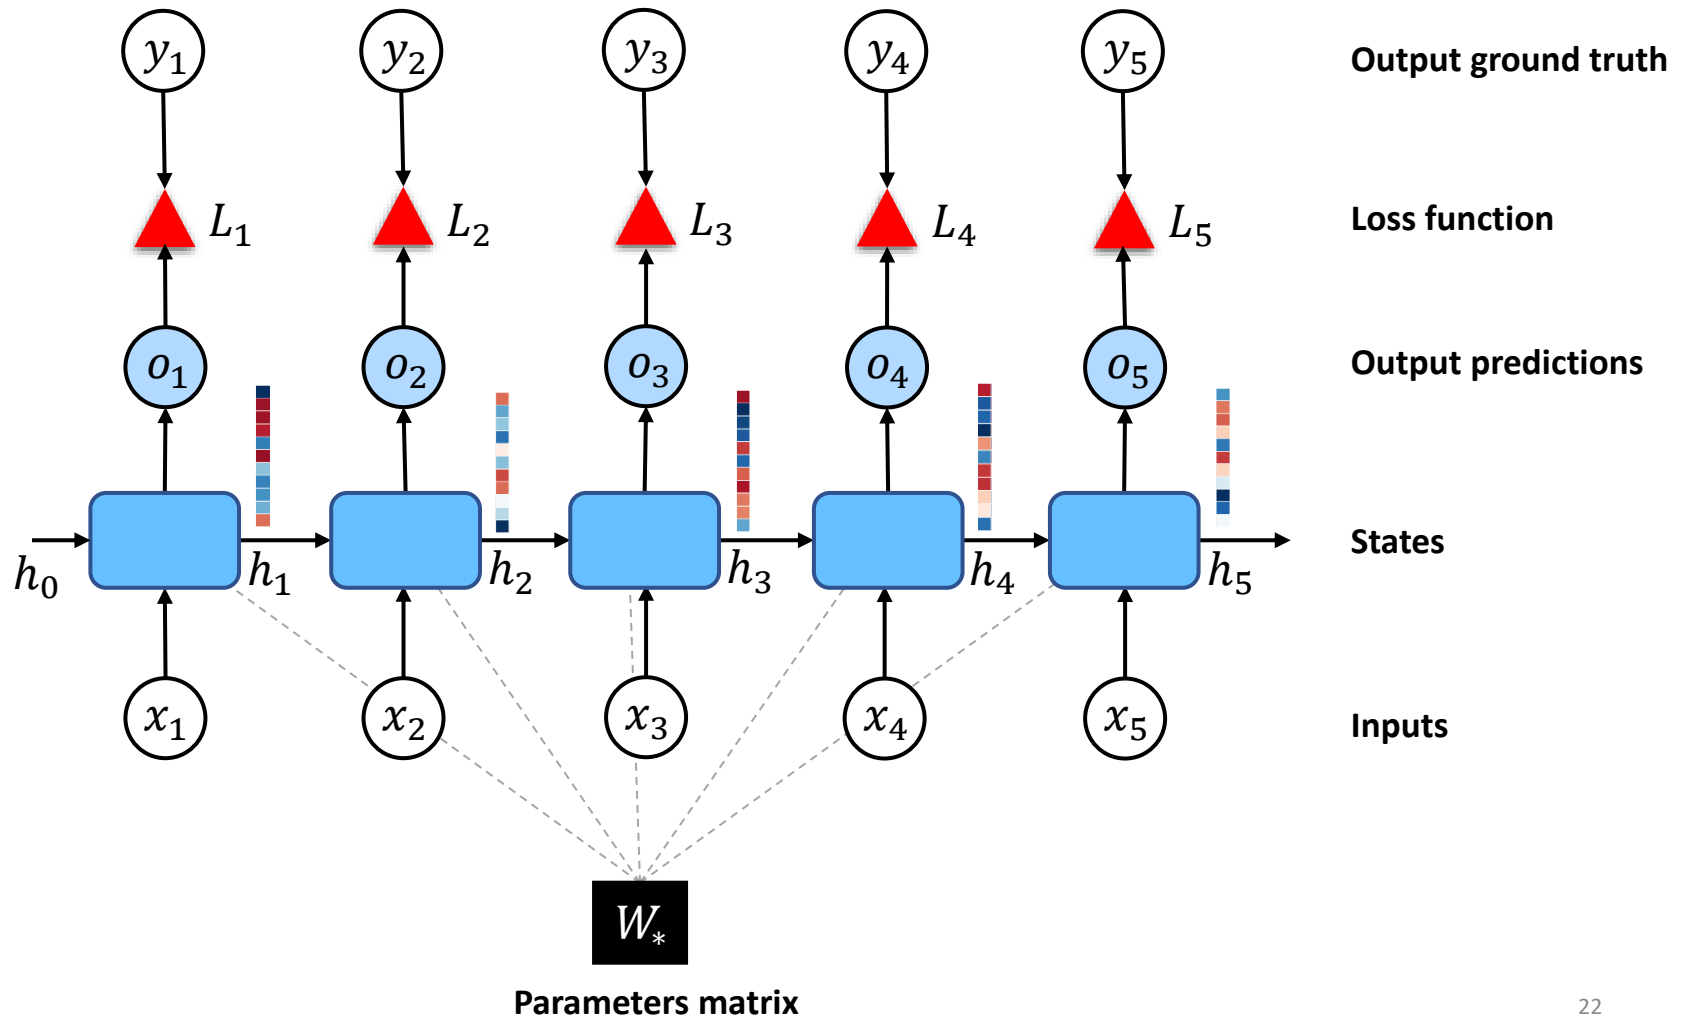 y₁ y₂ y₃ y₄ y₅ Output ground truth
L₁ L₂ L₃ L₄ L₅ Loss function
o₁ o₂ o₃ o₄ o₅ Output predictions
States
h₀ h₁ h₂ h₃ h₄ h₅
x₁ x₂ x₃ x₄ x₅ Inputs
W*
Parameters matrix
22